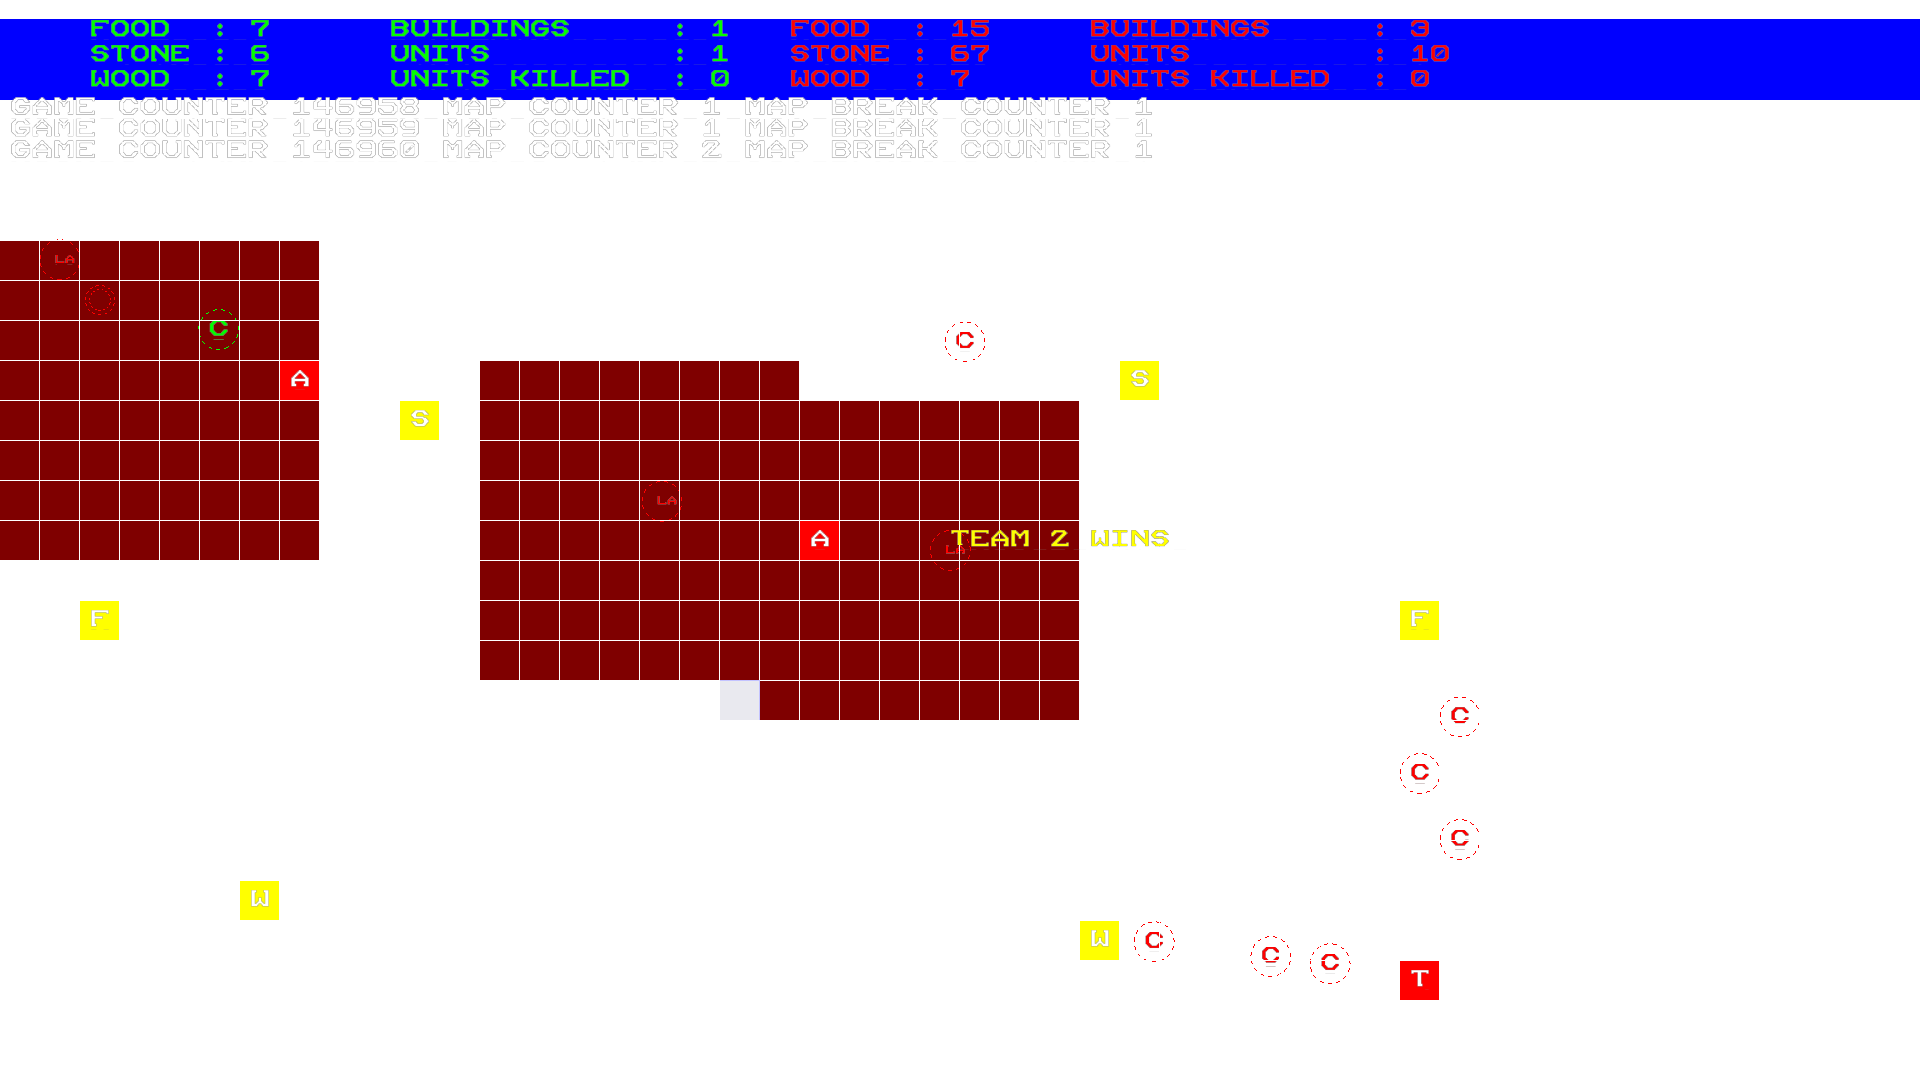 FOOD : 7 BUILDINGS : 1 FOOD : 15 BUILDINGS : 3
STONE : 6 UNITS : 1 STONE : 67 UNITS : 10
WOOD : 7 UNITS KILLED : 0 WOOD : 7 UNITS KILLED : 0
GAME COUNTER 146958 MAP COUNTER 1 MAP BREAK COUNTER 1
GAME COUNTER 146959 MAP COUNTER 1 MAP BREAK COUNTER 1
GAME COUNTER 146960 MAP COUNTER 2 MAP BREAK COUNTER 1
LA
C
C
A
S
S
LA
A
TEAM 2 WINS
LA
F
F
C
C
C
W
W
C
C
C
T